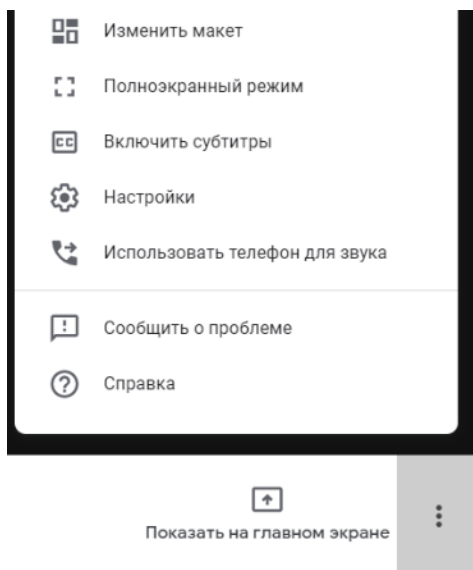 Изменить макет
Полноэкранный режим
Включить субтитры
Настройки
Использовать телефон для звука
Сообщить о проблеме
Справка
Показать на главном экране